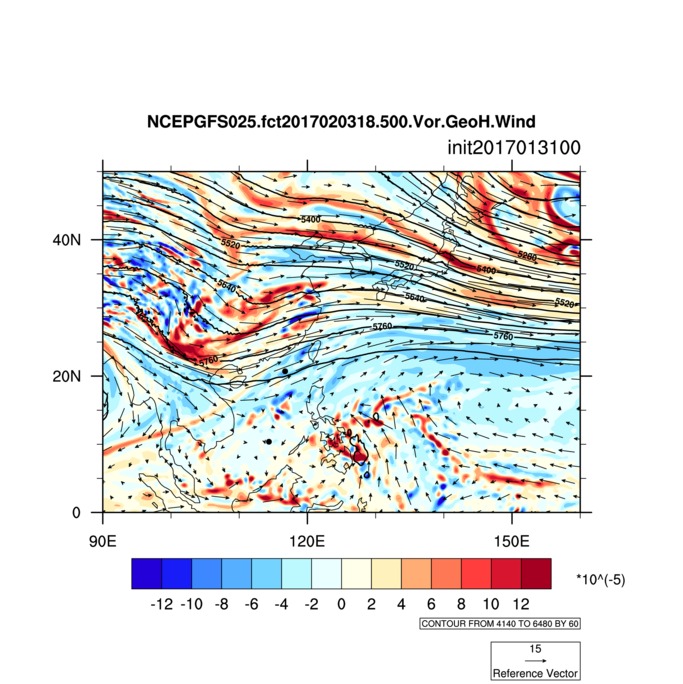 NCEPGFS025.fct2017020318.500.Vor.GeoH.Wind
init2017013100
5400
5520
5260
40N
5520
5400
5640
5640
5520
5760
5760
5760
20N
0
90E
120E
150E
-12 -10 -8 -6 -4 -2 0 2 4 6 8 10 12
*10^(-5)
CONTOUR FROM 4140 TO 6480 BY 60
15
Reference Vector